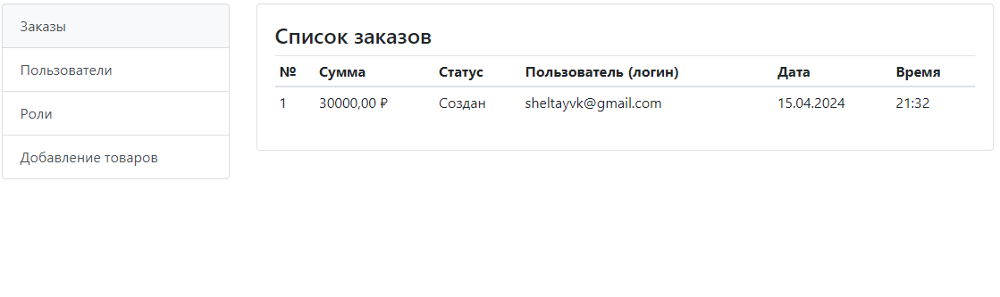 Заказы
Пользователи
Роли
Добавление товаров
Список заказов
№ Сумма Статус Пользователь (логин) Дата Время
1 30000,00 ₽ Создан sheltayvk@gmail.com 15.04.2024 21:32